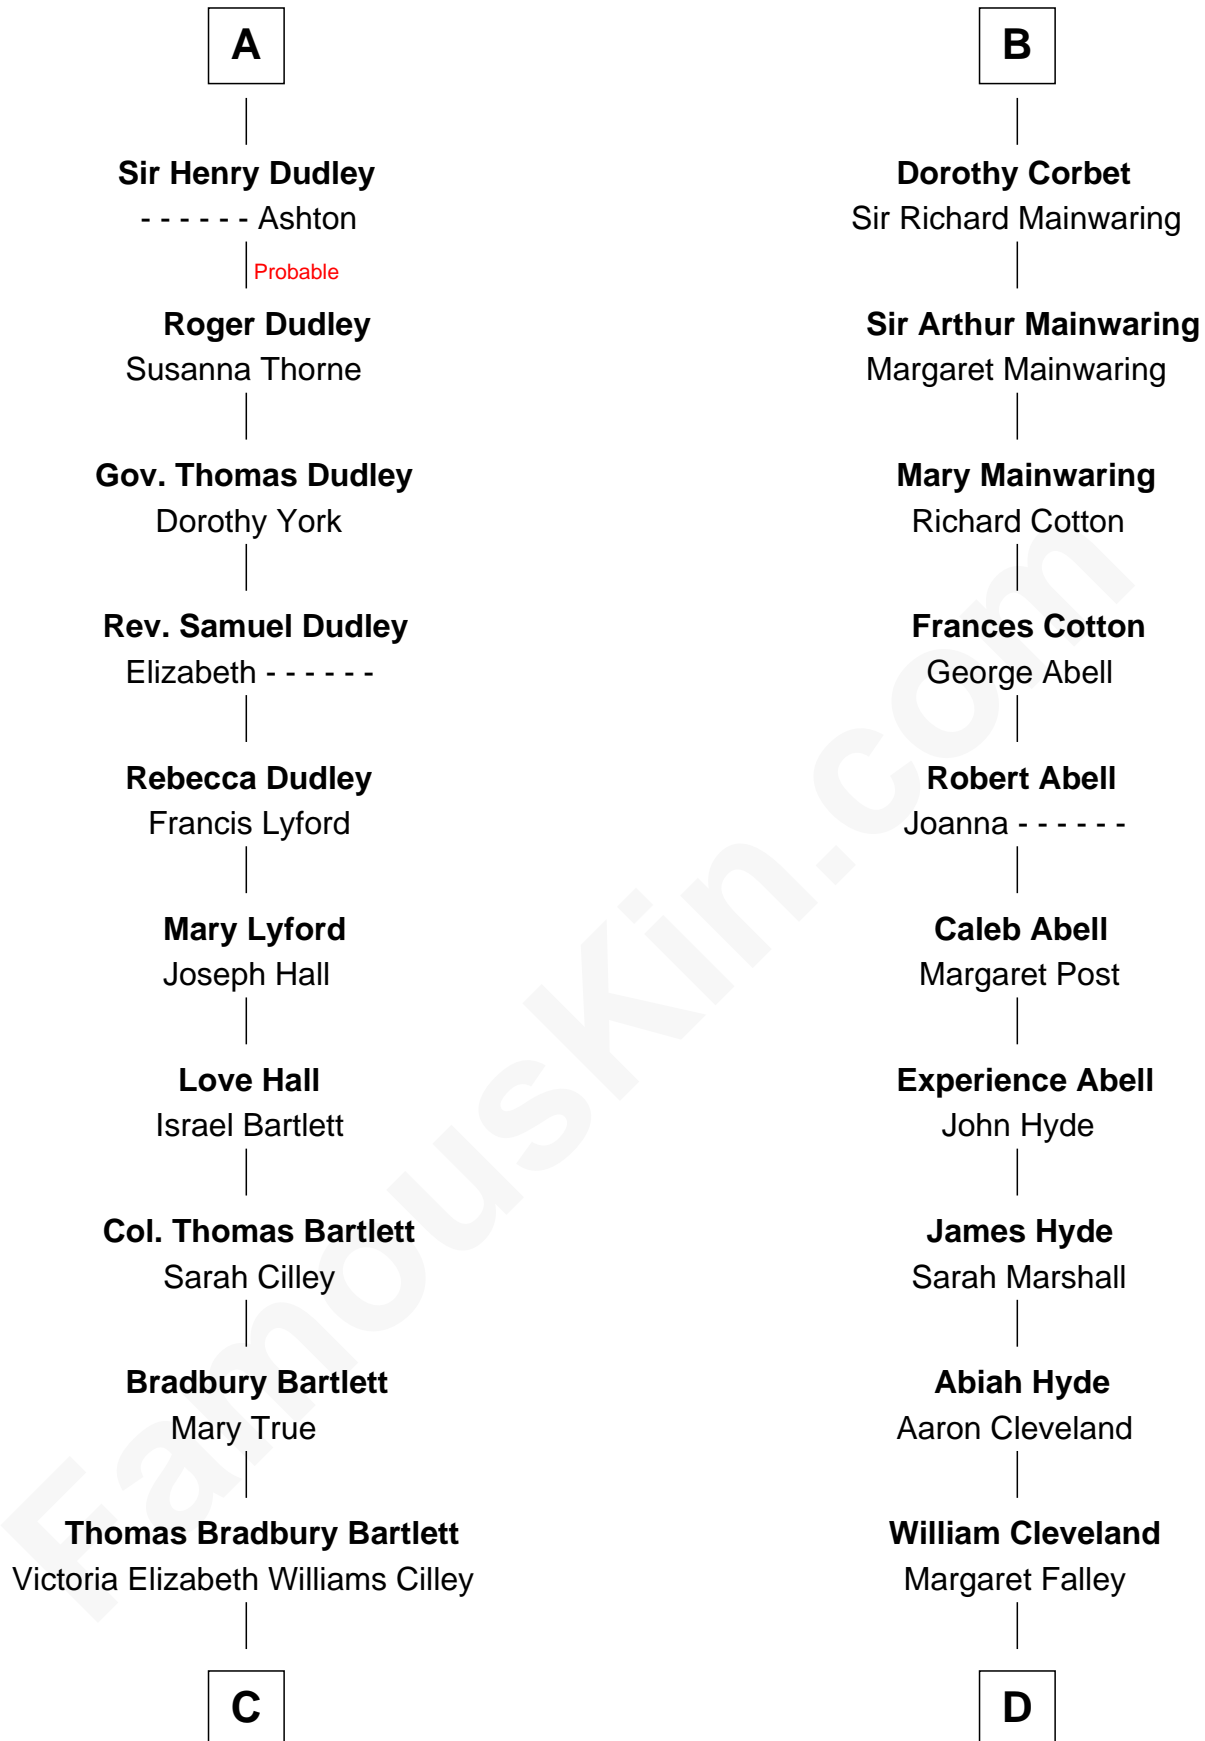 A
Sir Henry Dudley
- - - - - - Ashton
Probable
Roger Dudley
Susanna Thorne
Gov. Thomas Dudley
Dorothy York
Rev. Samuel Dudley
Elizabeth - - - - - -
Rebecca Dudley
Francis Lyford
Mary Lyford
Joseph Hall
Love Hall
Israel Bartlett
Col. Thomas Bartlett
Sarah Cilley
Bradbury Bartlett
Mary True
Thomas Bradbury Bartlett
Victoria Elizabeth Williams Cilley
C
B
Dorothy Corbet
Sir Richard Mainwaring
Sir Arthur Mainwaring
Margaret Mainwaring
Mary Mainwaring
Richard Cotton
Frances Cotton
George Abell
Robert Abell
Joanna - - - - - -
Caleb Abell
Margaret Post
Experience Abell
John Hyde
James Hyde
Sarah Marshall
Abiah Hyde
Aaron Cleveland
William Cleveland
Margaret Falley
D
FamousKin.com